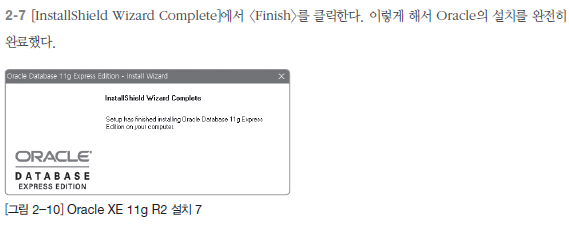 2-7 [InstallShield Wizard Complete]에서 〈Finish〉를 클릭한다. 이렇게 해서 Oracle의 설치를 완전히
완료했다.
Oracle Database 11g Express Edition - Install Wizard
InstallShield Wizard Complete
Setup has finished installing Oracle Database 11g Express
Edition on your computer.
ORACLE
DATABASE
EXPRESS EDITION
[그림 2-10] Oracle XE 11g R2 설치 7